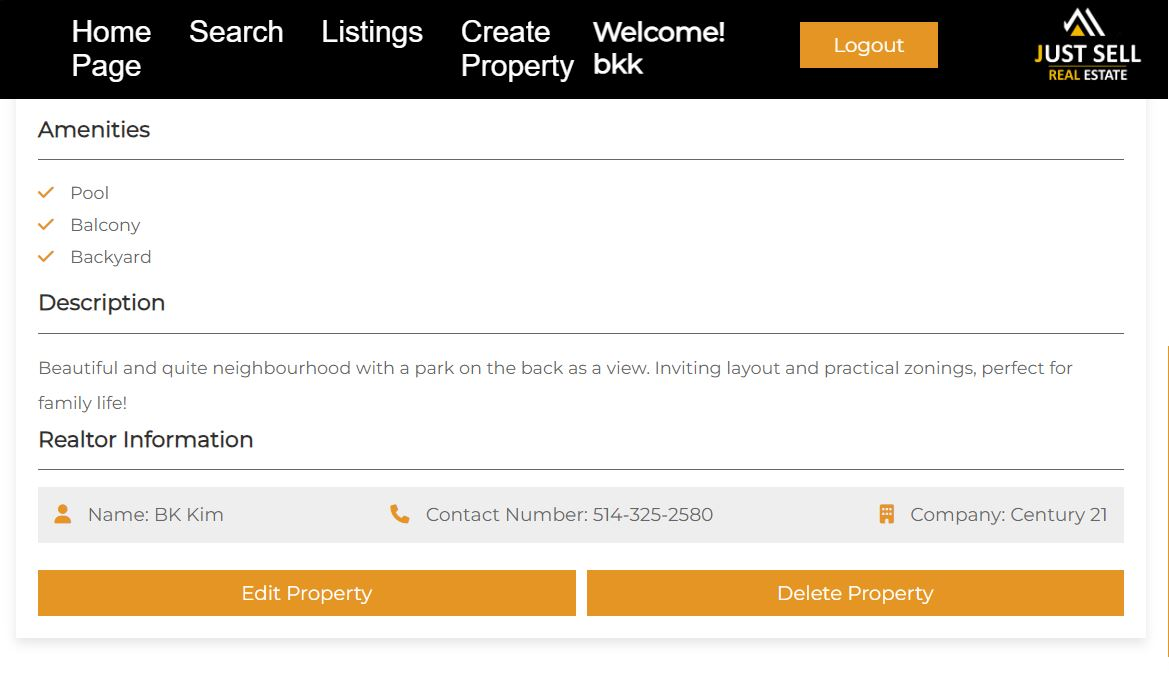 Home Page
Search
Listings
Create Property
Welcome! bkk
Logout
JUST SELL
REAL ESTATE
Amenities
Pool
Balcony
Backyard
Description
Beautiful and quite neighbourhood with a park on the back as a view. Inviting layout and practical zonings, perfect for
family life!
Realtor Information
Name: BK Kim
Contact Number: 514-325-2580
Company: Century 21
Edit Property
Delete Property